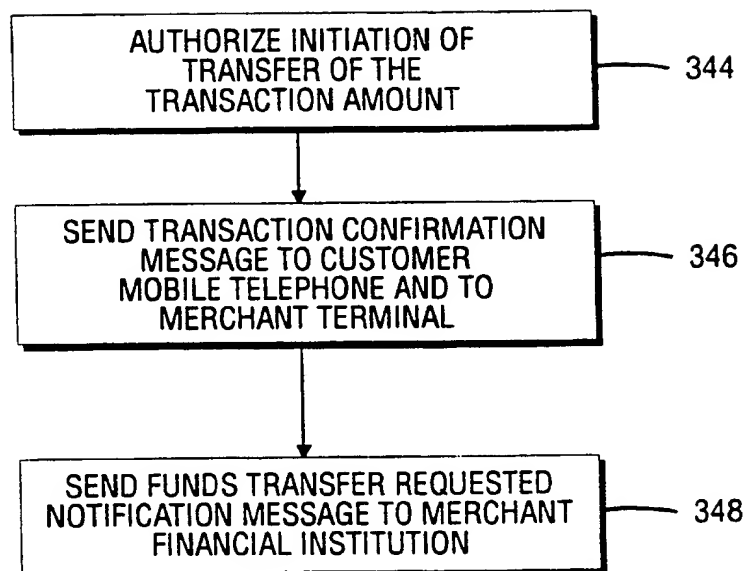 AUTHORIZE INITIATION OF
TRANSFER OF THE
TRANSACTION AMOUNT
344
SEND TRANSACTION CONFIRMATION
MESSAGE TO CUSTOMER
MOBILE TELEPHONE AND TO
MERCHANT TERMINAL
346
SEND FUNDS TRANSFER REQUESTED
NOTIFICATION MESSAGE TO MERCHANT
FINANCIAL INSTITUTION
348